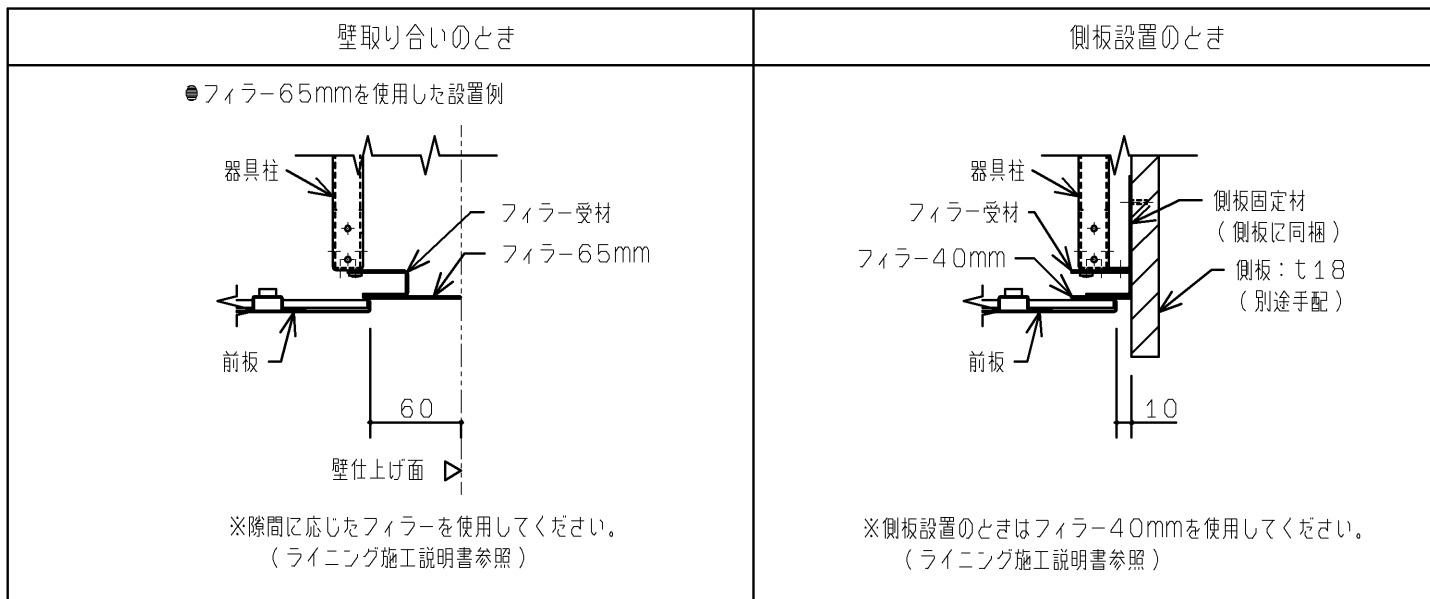 壁取り合いのとき
●フィラー65mmを使用した設置例
器具柱
フィラー受材
フィラー65mm
前板
60
壁仕上げ面
※隙間に応じたフィラーを使用してください。
(ライニング施工説明書参照)
側板設置のとき
器具柱
フィラー受材
フィラー40mm
側板固定材
(側板に同梱)
側板:t18
(別途手配)
前板
10
※側板設置のときはフィラー40mmを使用してください。
(ライニング施工説明書参照)